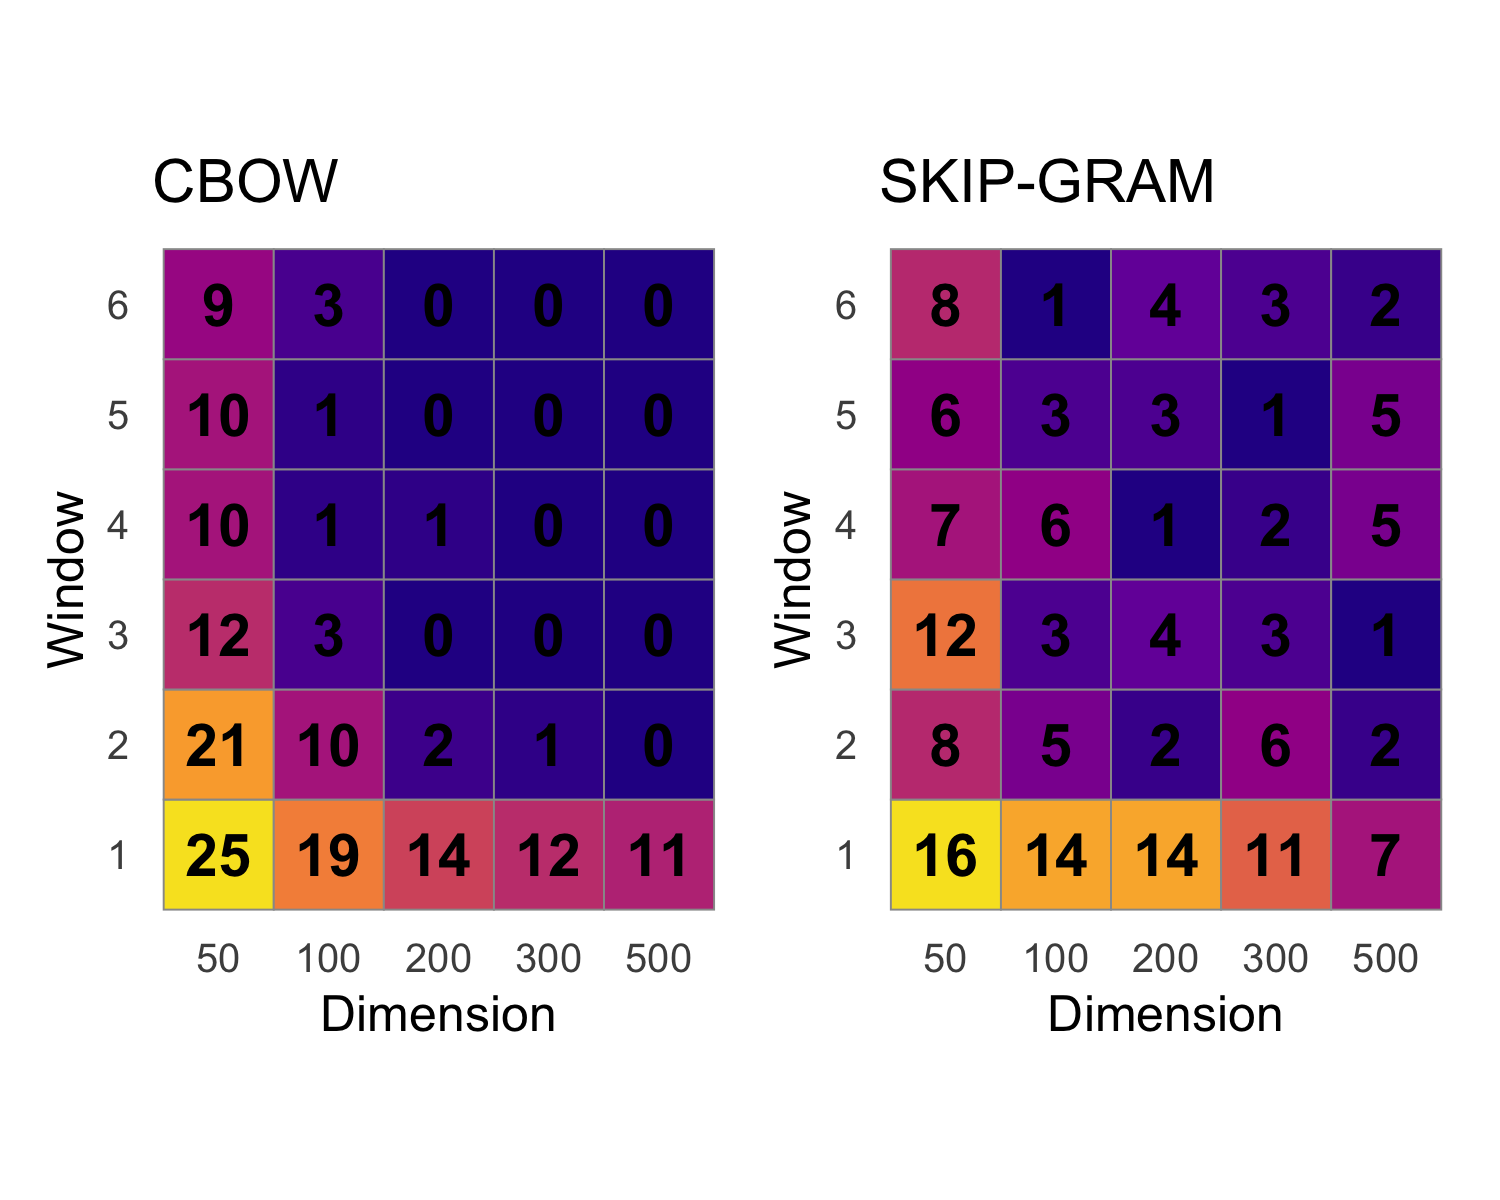 CBOW
6 9 3 0 0 0
5 10 1 0 0 0
4 10 1 1 0 0
3 12 3 0 0 0
2 21 10 2 1 0
1 25 19 14 12 11
50 100 200 300 500
Dimension
Window
SKIP-GRAM
6 8 1 4 3 2
5 6 3 3 1 5
4 7 6 1 2 5
3 12 3 4 3 1
2 8 5 2 6 2
1 16 14 14 11 7
50 100 200 300 500
Dimension
Window